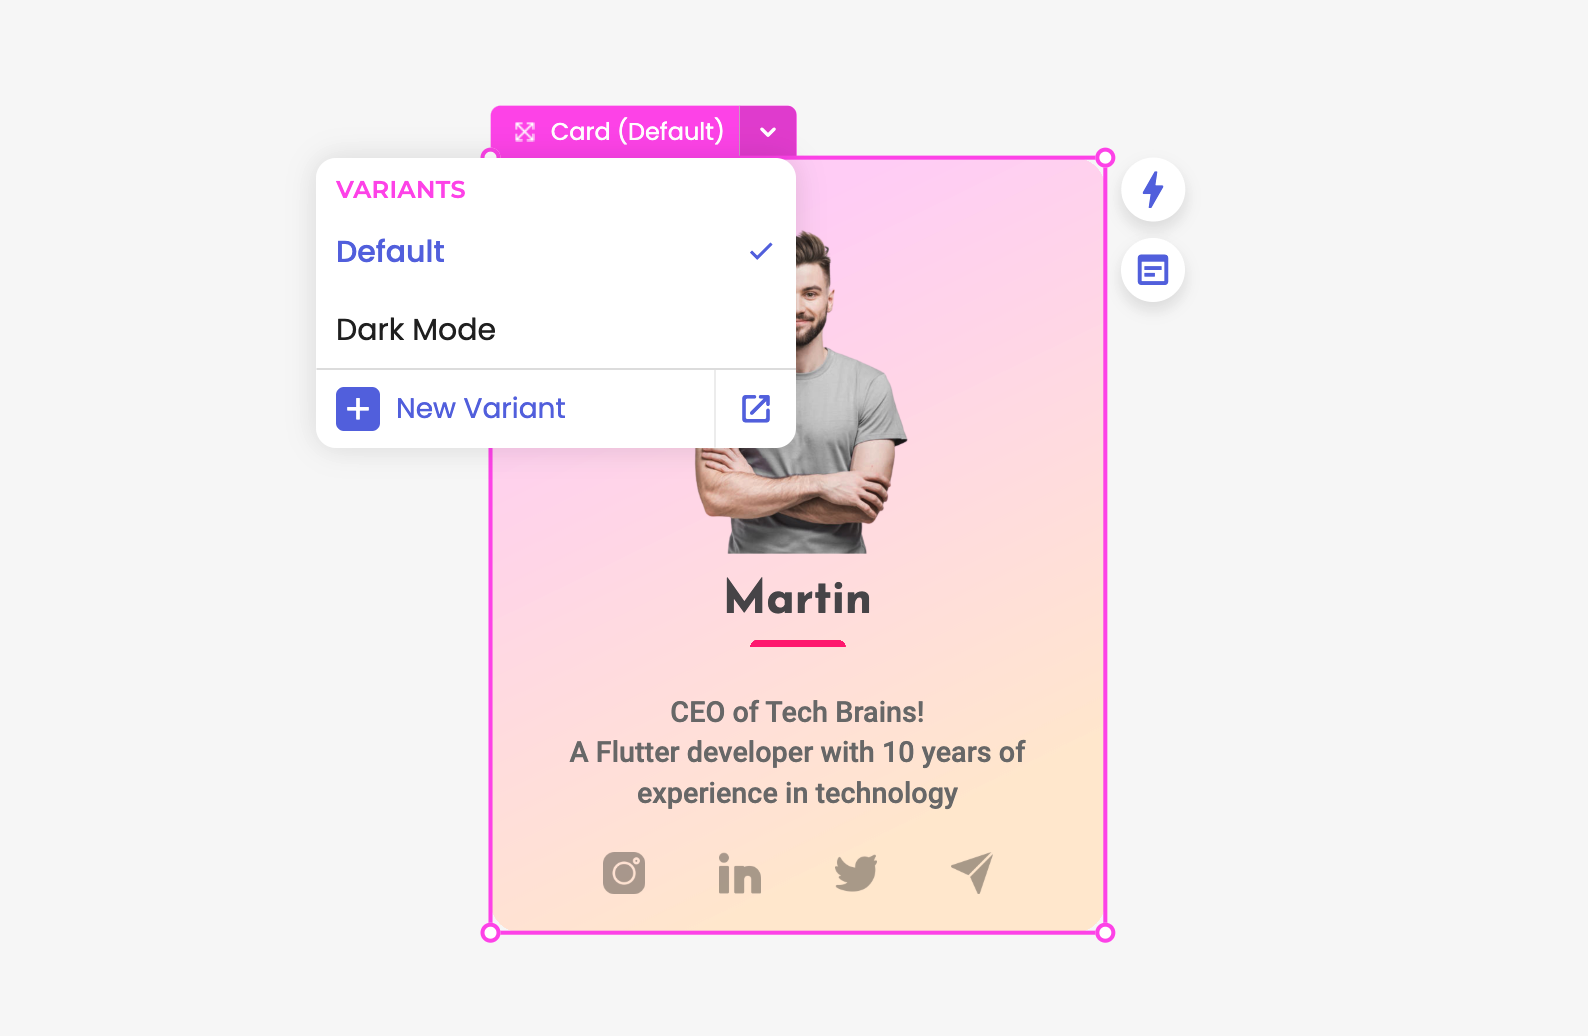 Card (Default)
VARIANTS
Default
Dark Mode
New Variant
Martin
CEO of Tech Brains!
A Flutter developer with 10 years of
experience in technology